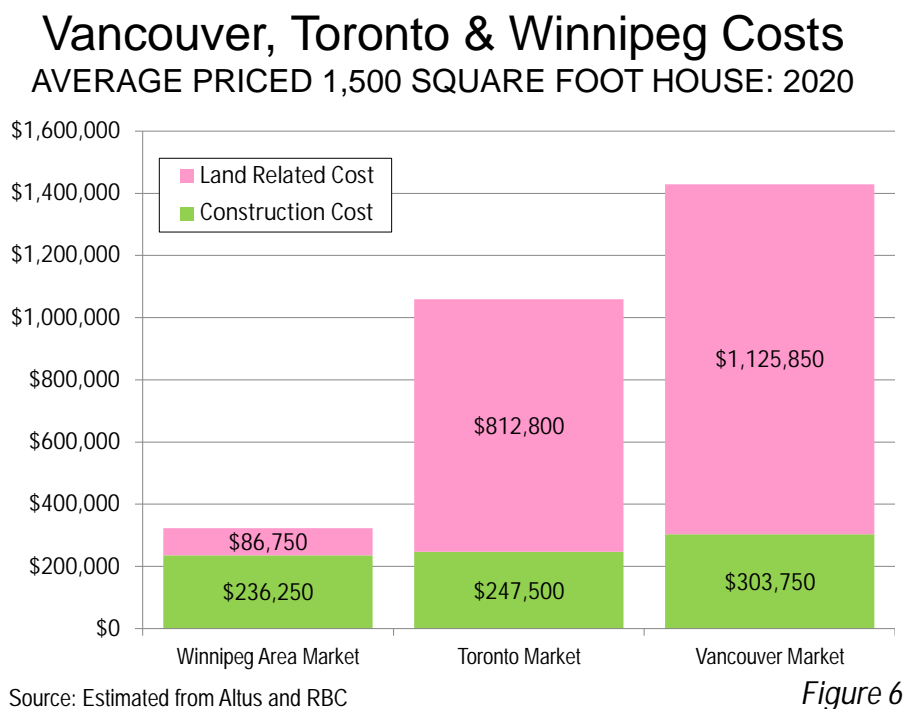 Vancouver, Toronto & Winnipeg Costs
AVERAGE PRICED 1,500 SQUARE FOOT HOUSE: 2020
$1,600,000
$1,400,000
$1,200,000
$1,000,000
$800,000
$600,000
$400,000
$200,000
$0
Land Related Cost
Construction Cost
$86,750
$236,250
$812,800
$247,500
$1,125,850
$303,750
Winnipeg Area Market
Toronto Market
Vancouver Market
Source: Estimated from Altus and RBC
Figure 6